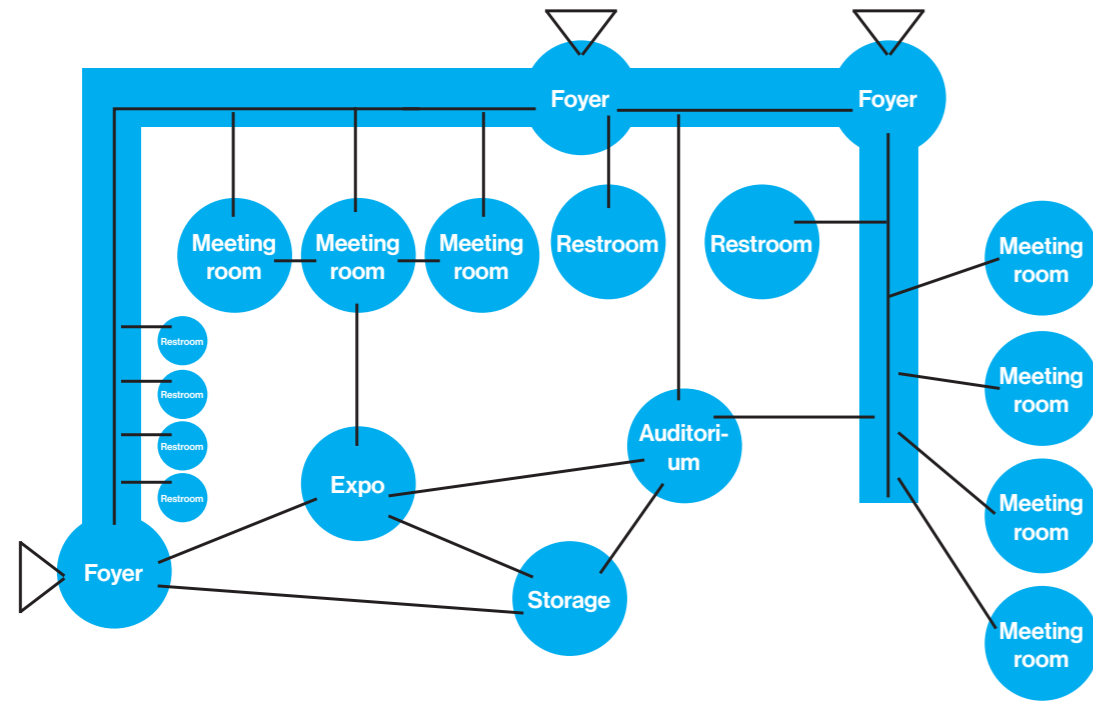 Foyer
Foyer
Meeting
room
Meeting
room
Meeting
room
Restroom
Restroom
Meeting
room
Restroom
Restroom
Restroom
Restroom
Meeting
room
Auditori-
um
Expo
Meeting
room
Foyer
Storage
Meeting
room